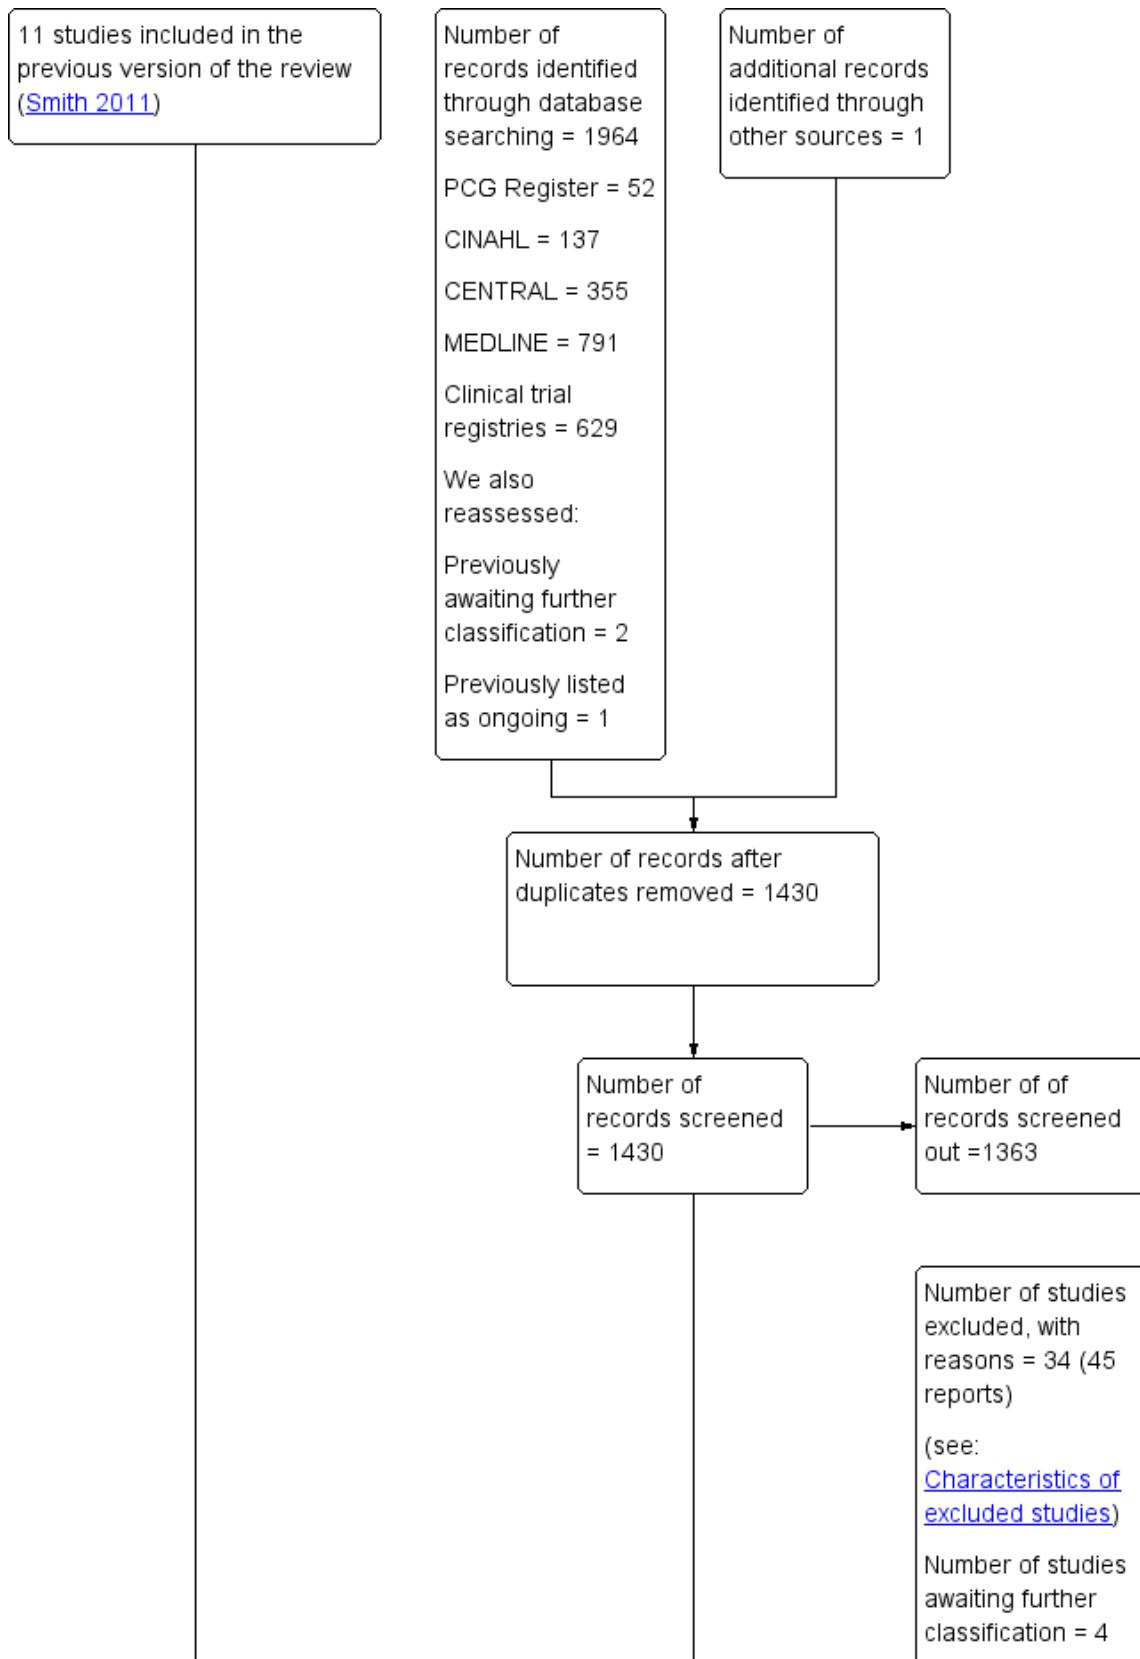 11 studies included in the
previous version of the review
(Smith 2011)
Number of
records identified
through database
searching = 1964
PCG Register = 52
CINAHL = 137
CENTRAL = 355
MEDLINE = 791
Clinical trial
registries = 629
We also
reassessed:
Previously
awaiting further
classification = 2
Previously listed
as ongoing = 1
Number of
additional records
identified through
other sources = 1
Number of records after
duplicates removed = 1430
Number of
records screened
= 1430
Number of of
records screened
out =1363
Number of studies
excluded, with
reasons = 34 (45
reports)
(see:
Characteristics of
excluded studies)
Number of studies
awaiting further
classification = 4